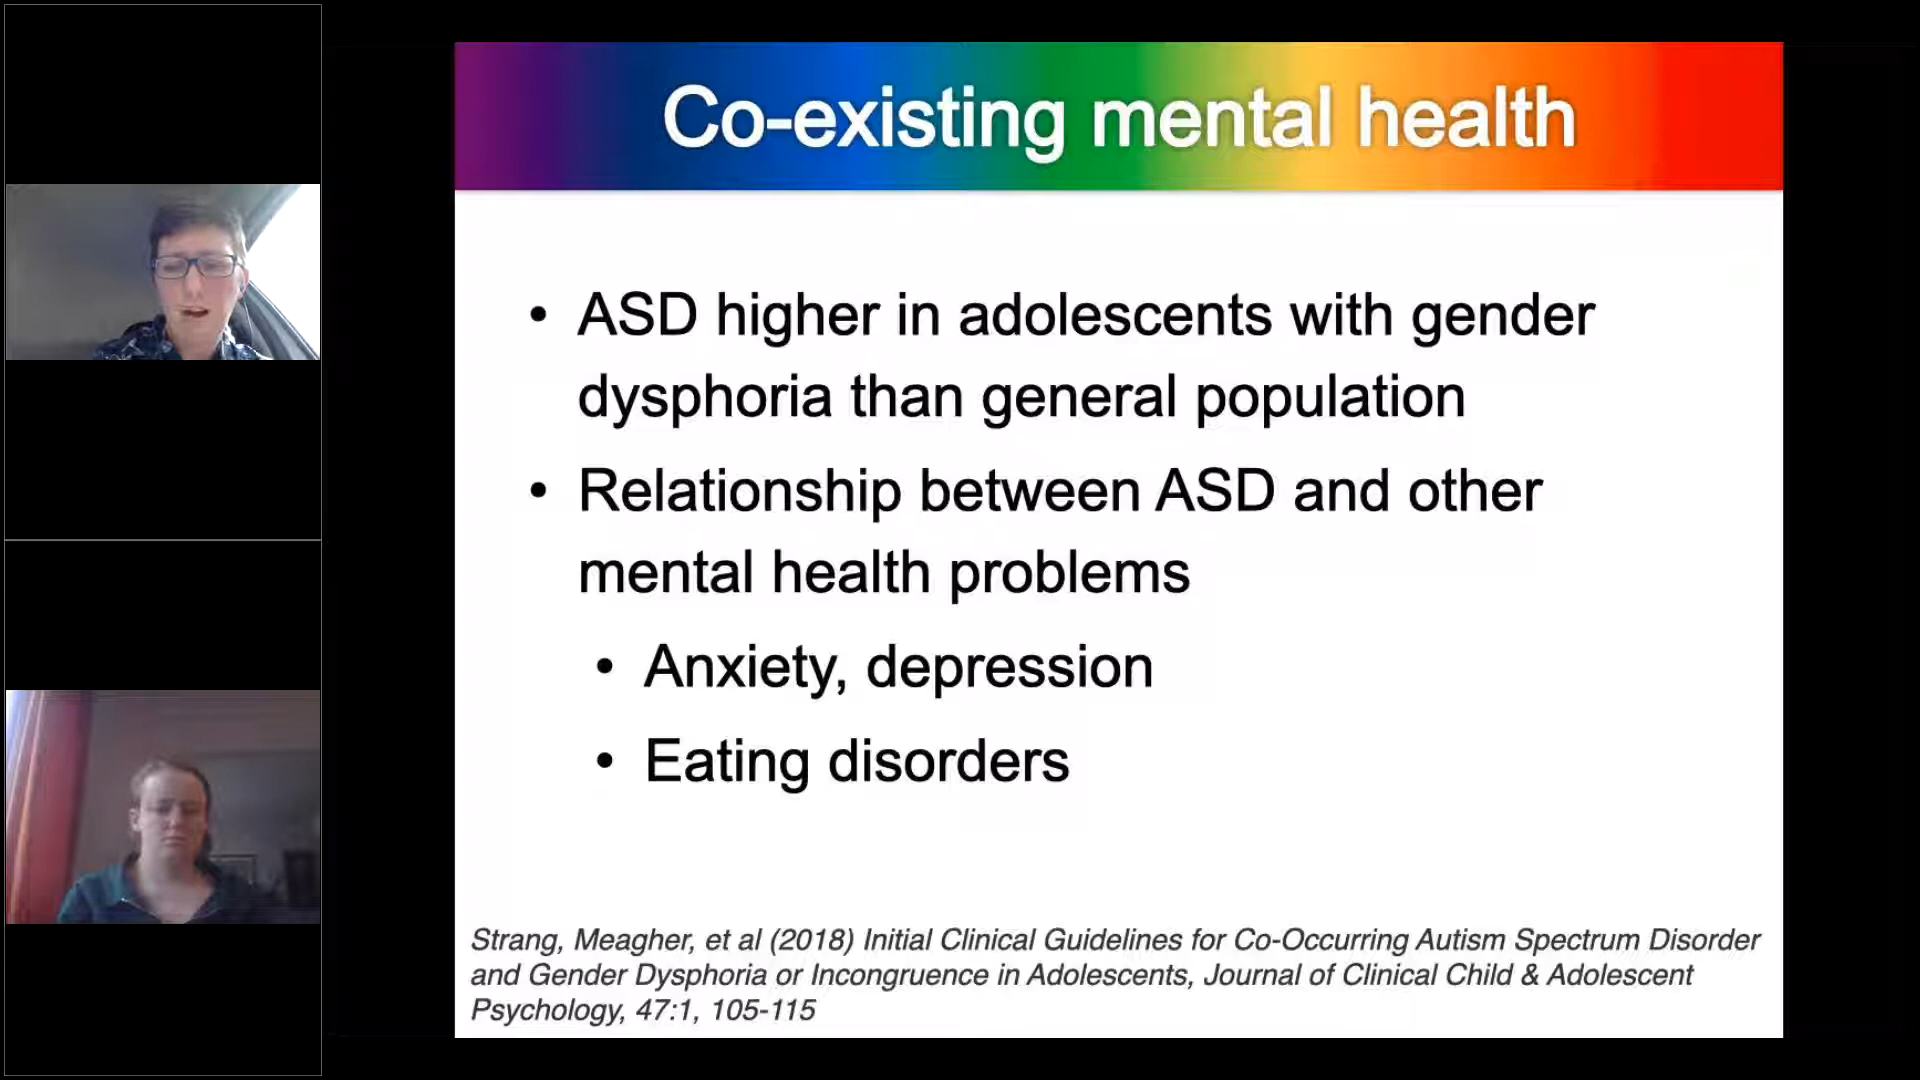 Co-existing mental health
• ASD higher in adolescents with gender
dysphoria than general population
• Relationship between ASD and other
mental health problems
• Anxiety, depression
• Eating disorders
Strang, Meagher, et al (2018) Initial Clinical Guidelines for Co-Occurring Autism Spectrum Disorder
and Gender Dysphoria or Incongruence in Adolescents, Journal of Clinical Child & Adolescent
Psychology, 47:1, 105-115